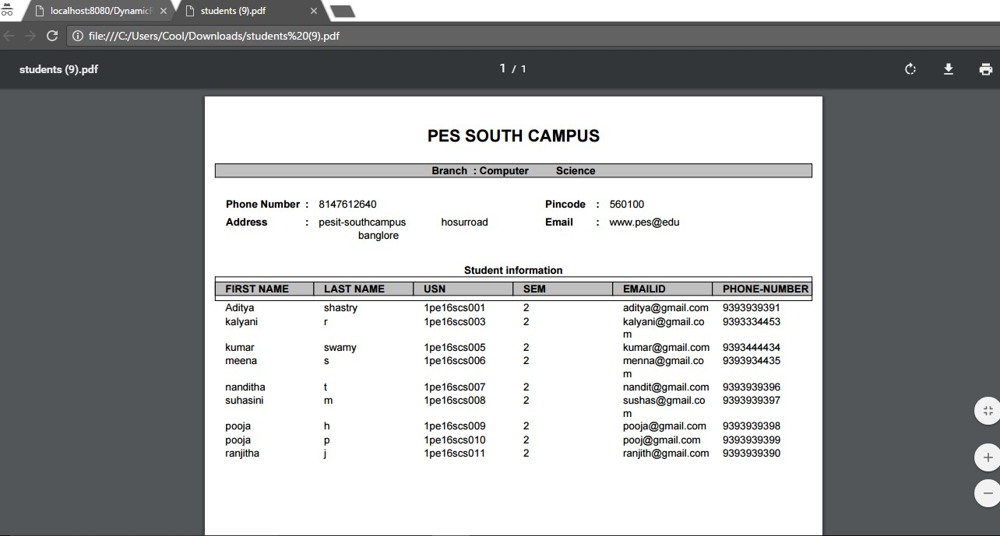 localhost:8080/DynamicP
students (9).pdf
file:///C:/Users/Cool/Downloads/students%20(9).pdf
students (9).pdf 1 / 1
PES SOUTH CAMPUS
Branch : Computer Science
Phone Number : 8147612640 Pincode : 560100
Address : pesit-southcampus hosurroad Email : www.pes@edu
banglore
Student information
FIRST NAME LAST NAME USN SEM EMAILID PHONE-NUMBER
Aditya shastry 1pe16scs001 2 aditya@gmail.com 9393939391
kalyani r 1pe16scs003 2 kalyani@gmail.co 9393334453
m
kumar swamy 1pe16scs005 2 kumar@gmail.com 9393444434
meena s 1pe16scs006 2 menna@gmail.co 9393934435
m
nanditha t 1pe16scs007 2 nandit@gmail.com 9393939396
suhasini m 1pe16scs008 2 sushas@gmail.co 9393939397
m
pooja h 1pe16scs009 2 pooja@gmail.com 9393939398
pooja p 1pe16scs010 2 pooj@gmail.com 9393939399
ranjitha j 1pe16scs011 2 ranjith@gmail.com 9393939390